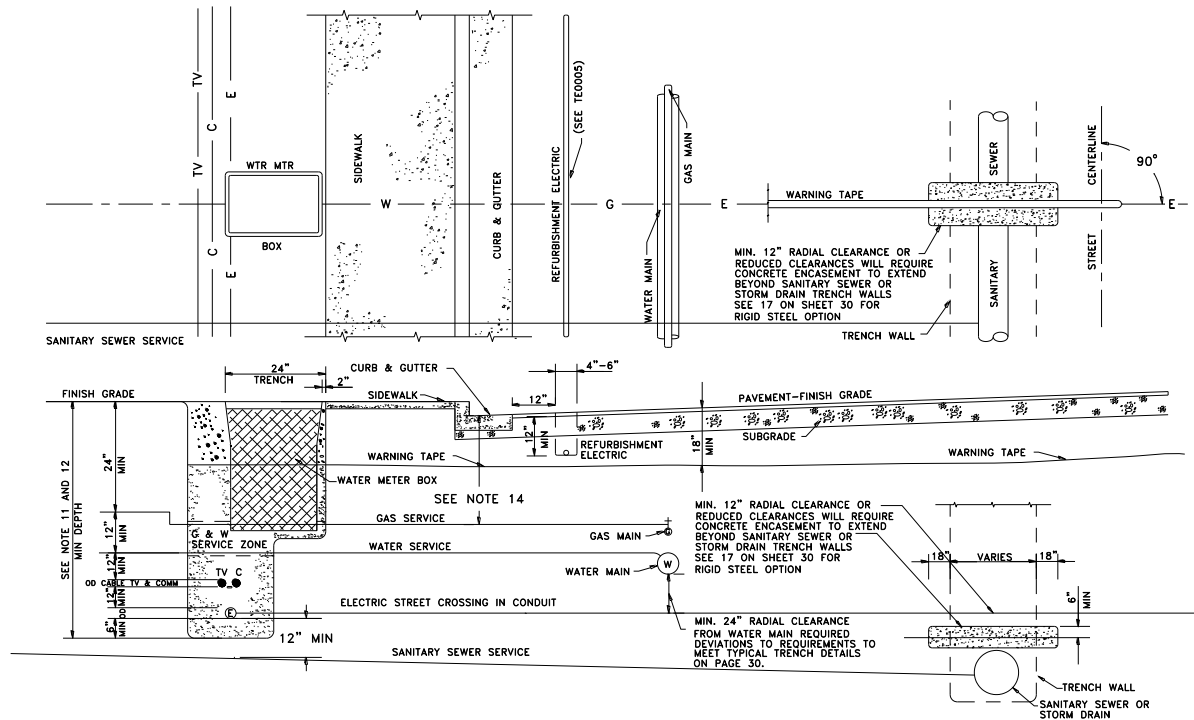 TV
C
TV
C
E
E
WTR MTR
BOX
SIDEWALK
W
CURB & GUTTER
REFURBISHMENT ELECTRIC
(SEE TE0005)
G
WATER MAIN
GAS MAIN
E
WARNING TAPE
SEWER
SANITARY
CENTERLINE
STREET
90°
E
MIN. 12" RADIAL CLEARANCE OR
REDUCED CLEARANCES WILL REQUIRE
CONCRETE ENCASEMENT TO EXTEND
BEYOND SANITARY SEWER OR
STORM DRAIN TRENCH WALLS
SEE 17 ON SHEET 30 FOR
RIGID STEEL OPTION
TRENCH WALL
SANITARY SEWER SERVICE
24"
TRENCH
2"
CURB & GUTTER
4"-6"
FINISH GRADE
SIDEWALK
12"
PAVEMENT-FINISH GRADE
12"
MIN
REFURBISHMENT
ELECTRIC
18"
MIN
SUBGRADE
WARNING TAPE
WARNING TAPE
WATER METER BOX
SEE NOTE 11 AND 12
MIN DEPTH
24"
MIN
SEE NOTE 14
GAS SERVICE
12"
MIN
G & W
SERVICE ZONE
WATER SERVICE
12"
MIN
TV C
OD CABLE TV & COMM
12"
MIN
OD
E
6"
MIN
12" MIN
GAS MAIN
G
WATER MAIN
W
ELECTRIC STREET CROSSING IN CONDUIT
SANITARY SEWER SERVICE
MIN. 12" RADIAL CLEARANCE OR
REDUCED CLEARANCES WILL REQUIRE
CONCRETE ENCASEMENT TO EXTEND
BEYOND SANITARY SEWER OR
STORM DRAIN TRENCH WALLS
SEE 17 ON SHEET 30 FOR
RIGID STEEL OPTION
18"
VARIES
18"
6"
MIN
MIN. 24" RADIAL CLEARANCE
FROM WATER MAIN REQUIRED
DEVIATIONS TO REQUIREMENTS TO
MEET TYPICAL TRENCH DETAILS
ON PAGE 30.
TRENCH WALL
SANITARY SEWER OR
STORM DRAIN